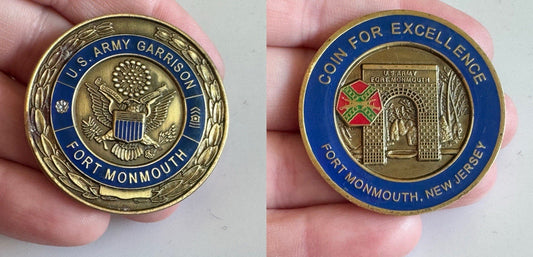 U.S. ARMY GARRISON
FORT MONMOUTH
COIN FOR EXCELLENCE
U.S. ARMY
FORT MONMOUTH
FORT MONMOUTH, NEW JERSEY